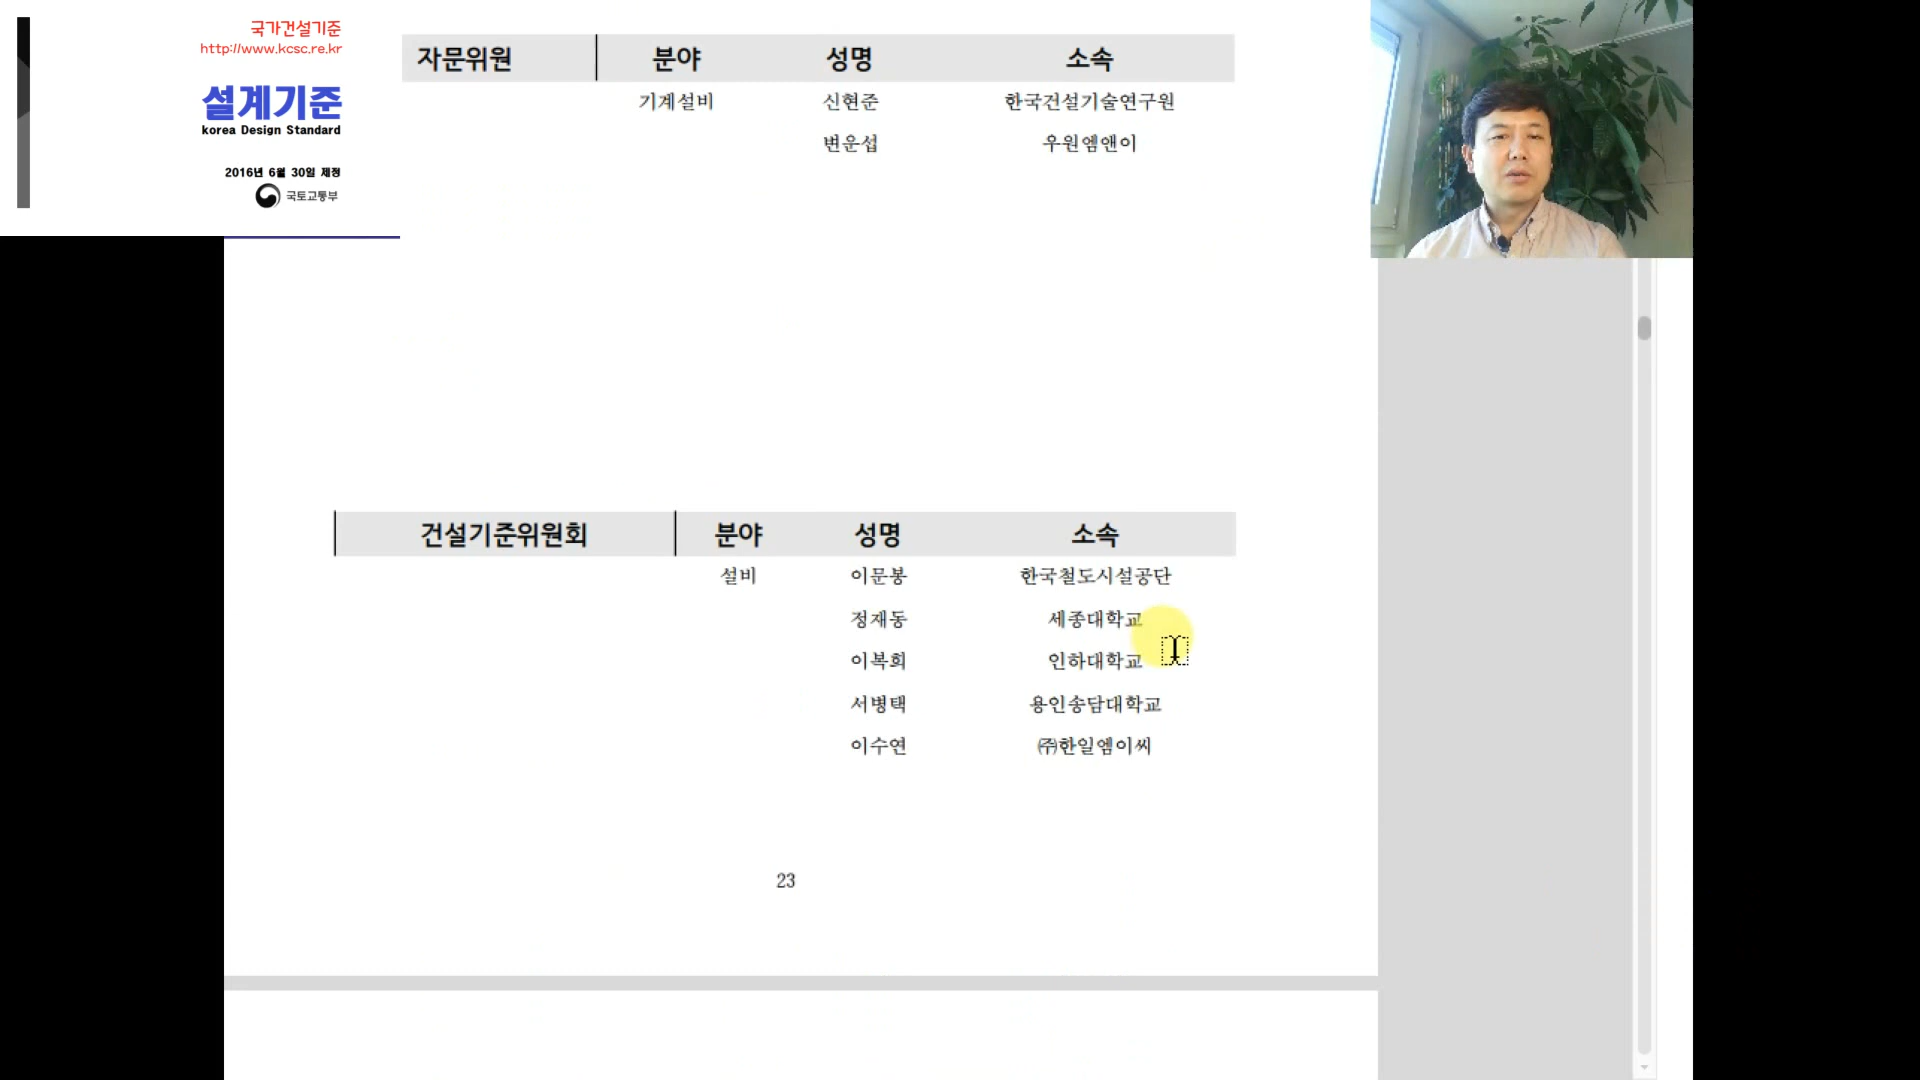 국가건설기준
http://www.kcsc.re.kr
설계기준
korea Design Standard
2016년 6월 30일 제정
국토교통부
자문위원 분야 성명 소속
기계설비 신현준 한국건설기술연구원
변운섭 우원엠앤이
건설기준위원회 분야 성명 소속
설비 이문봉 한국철도시설공단
정재동 세종대학교
이복희 인하대학교
서병택 용인송담대학교
이수연 ㈜한일엠이씨
23